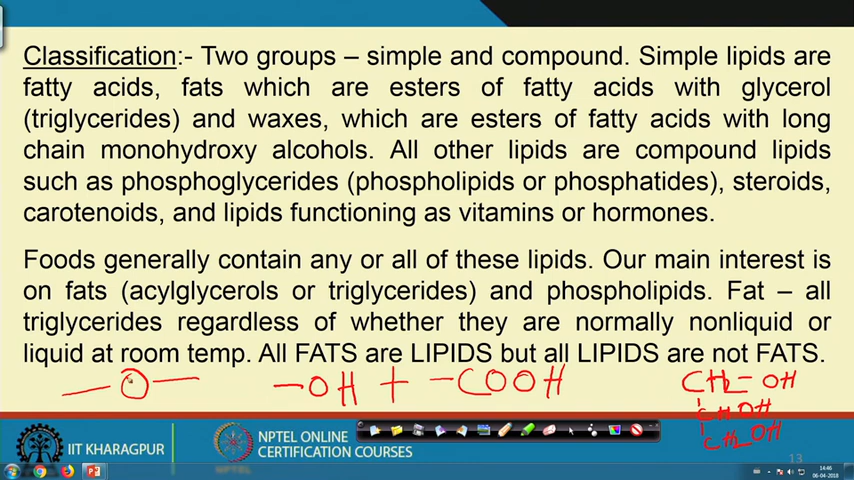 Classification:- Two groups – simple and compound. Simple lipids are
fatty acids, fats which are esters of fatty acids with glycerol
(triglycerides) and waxes, which are esters of fatty acids with long
chain monohydroxy alcohols. All other lipids are compound lipids
such as phosphoglycerides (phospholipids or phosphatides), steroids,
carotenoids, and lipids functioning as vitamins or hormones.
Foods generally contain any or all of these lipids. Our main interest is
on fats (acylglycerols or triglycerides) and phospholipids. Fat – all
triglycerides regardless of whether they are normally nonliquid or
liquid at room temp. All FATS are LIPIDS but all LIPIDS are not FATS.
—O— —OH + —COOH CH2—OH
CHOH
CH2OH
IIT KHARAGPUR
NPTEL ONLINE
CERTIFICATION COURSES
13
14:46
06-04-2018